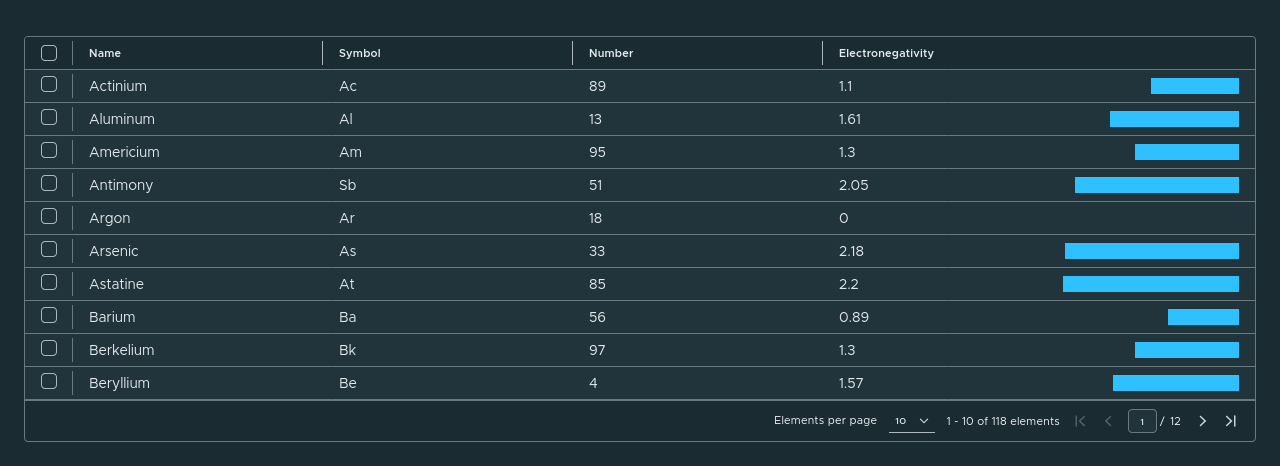 Name Symbol Number Electronegativity
Actinium Ac 89 1.1
Aluminum Al 13 1.61
Americium Am 95 1.3
Antimony Sb 51 2.05
Argon Ar 18 0
Arsenic As 33 2.18
Astatine At 85 2.2
Barium Ba 56 0.89
Berkelium Bk 97 1.3
Beryllium Be 4 1.57
Elements per page 10 1 - 10 of 118 elements 1 / 12